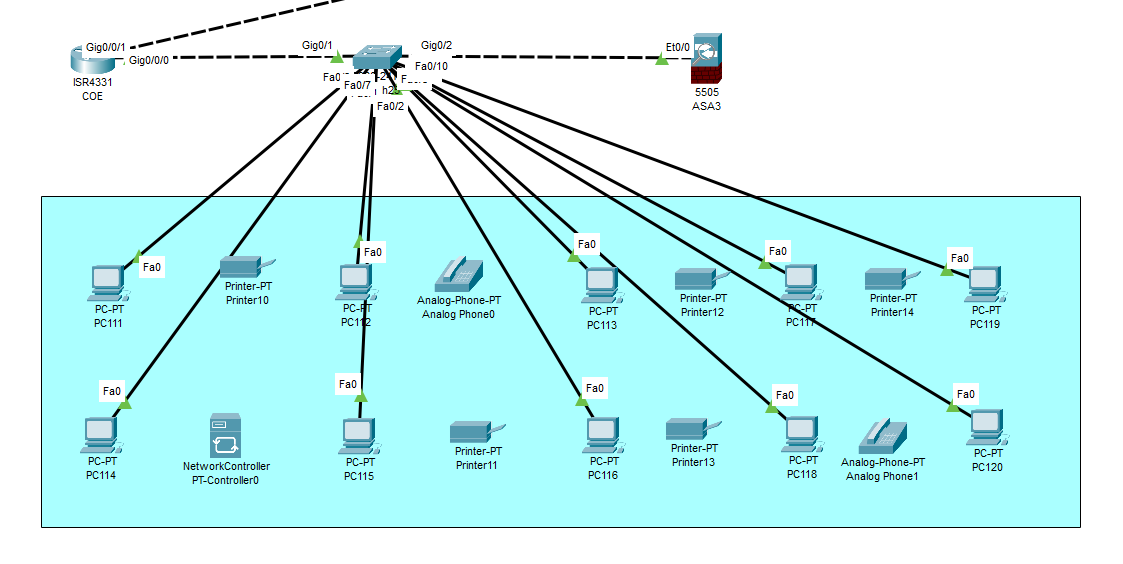 Gig0/0/1
Gig0/0/0
ISR4331
COE
Gig0/1
Gig0/2
Fa0/10
Fa0/7
Fa0/2
Et0/0
5505
ASA3
Fa0
PC-PT
PC111
Printer-PT
Printer10
Fa0
PC-PT
PC112
Analog-Phone-PT
Analog Phone0
Fa0
PC-PT
PC113
Printer-PT
Printer12
Fa0
PC-PT
PC117
Printer-PT
Printer14
Fa0
PC-PT
PC119
Fa0
PC-PT
PC114
NetworkController
PT-Controller0
Fa0
PC-PT
PC115
Printer-PT
Printer11
Fa0
PC-PT
PC116
Printer-PT
Printer13
Fa0
PC-PT
PC118
Analog-Phone-PT
Analog Phone1
Fa0
PC-PT
PC120